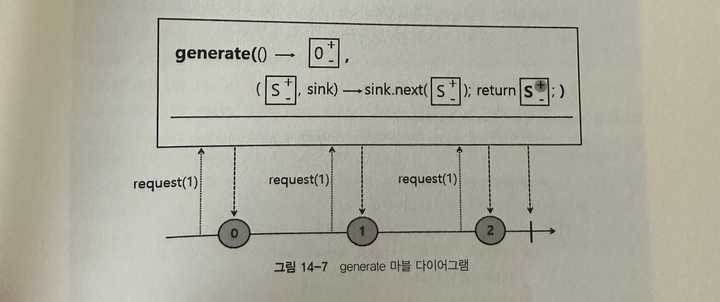 generate(() → 0 + - ,
( S + - , sink) → sink.next( S + - ); return S + - ; )
request(1) request(1) request(1)
0 1 2
그림 14-7 generate 마블 다이어그램